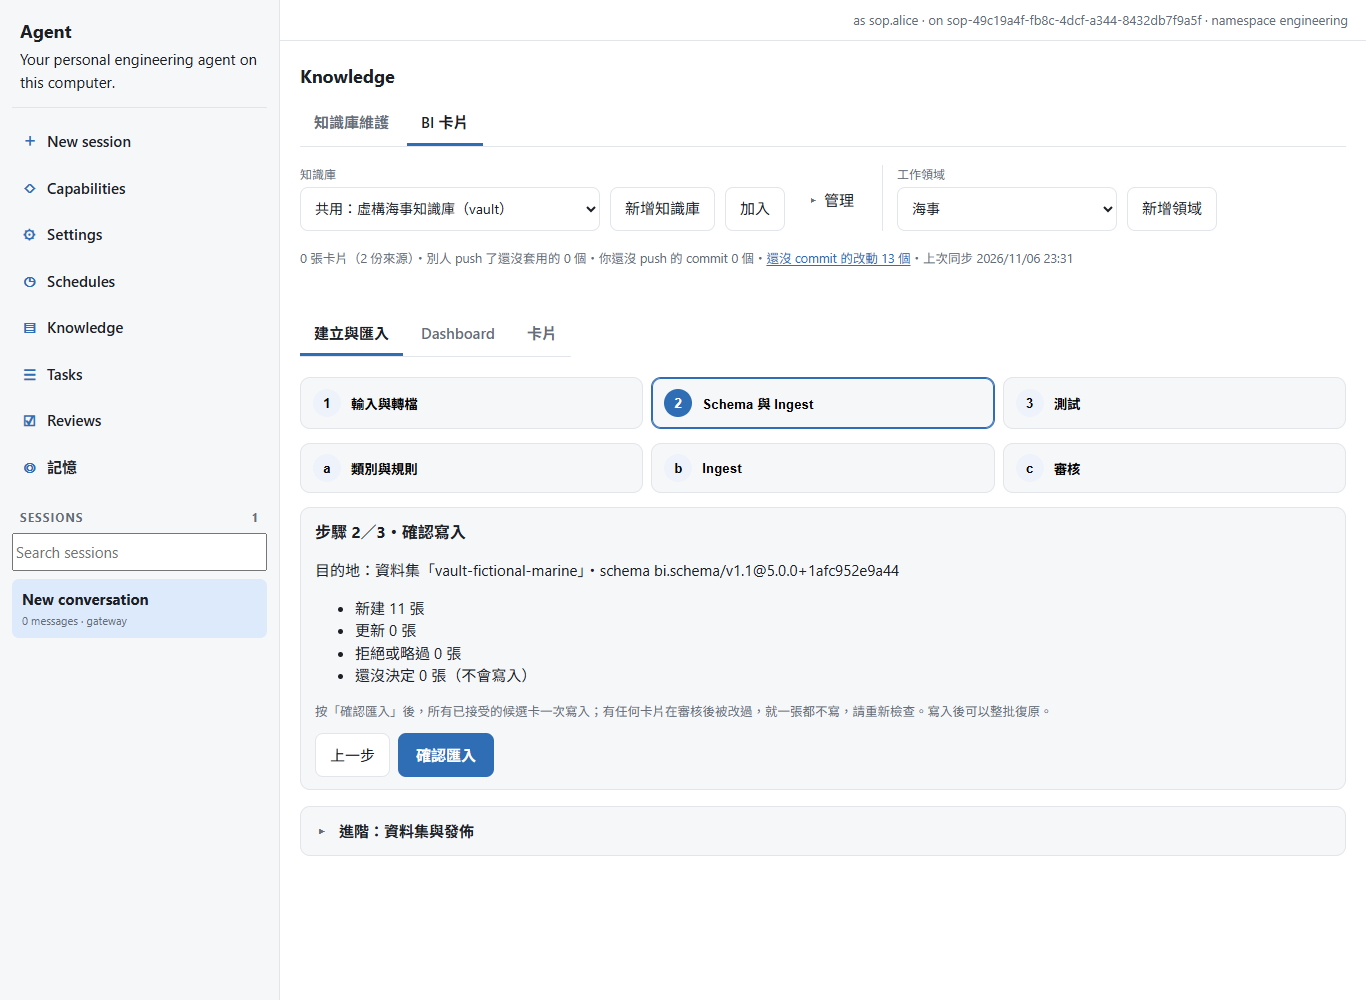 Agent
Your personal engineering agent on
this computer.
New session
Capabilities
Settings
Schedules
Knowledge
Tasks
Reviews
記憶
SESSIONS 1
Search sessions
New conversation
0 messages · gateway
as sop.alice · on sop-49c19a4f-fb8c-4dcf-a344-8432db7f9a5f · namespace engineering
Knowledge
知識庫維護 BI 卡片
知識庫 工作領域
共用：虛構海事知識庫（vault） 新增知識庫 加入 管理 海事 新增領域
0 張卡片（2 份來源）・別人 push 了還沒套用的 0 個・你還沒 push 的 commit 0 個・還沒 commit 的改動 13 個・上次同步 2026/11/06 23:31
建立與匯入 Dashboard 卡片
1 輸入與轉檔 2 Schema 與 Ingest 3 測試
a 類別與規則 b Ingest c 審核
步驟 2／3・確認寫入
目的地：資料集「vault-fictional-marine」・schema bi.schema/v1.1@5.0.0+1afc952e9a44
新建 11 張
更新 0 張
拒絕或略過 0 張
還沒決定 0 張（不會寫入）
按「確認匯入」後，所有已接受的候選卡一次寫入；有任何卡片在審核後被改過，就一張都不寫，請重新檢查。寫入後可以整批復原。
上一步 確認匯入
進階：資料集與發佈